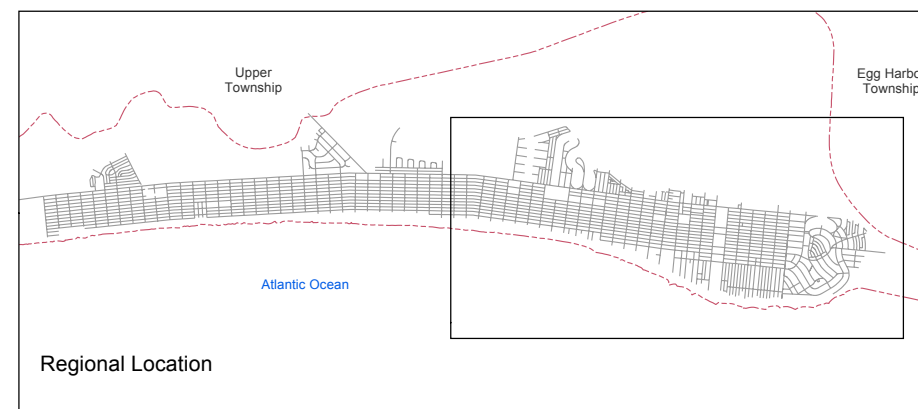 Upper
Township
Egg Harbo
Township
Atlantic Ocean
Regional Location